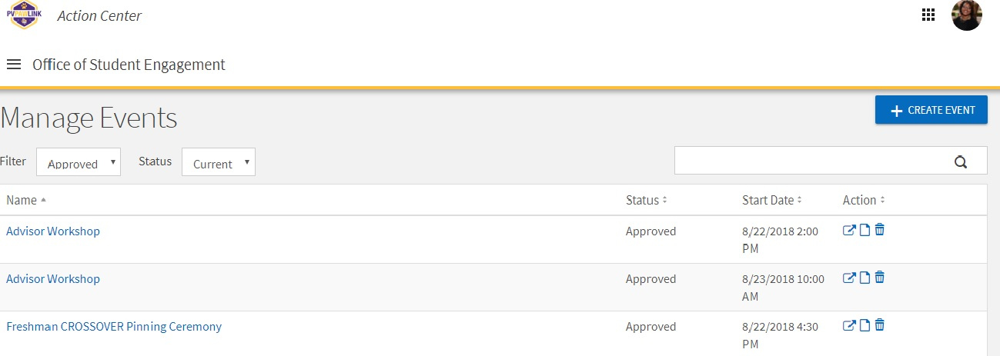 PVPAWLINK
Action Center
Office of Student Engagement
Manage Events
+ CREATE EVENT
Filter Approved Status Current
Name Status Start Date Action
Advisor Workshop Approved 8/22/2018 2:00
PM
Advisor Workshop Approved 8/23/2018 10:00
AM
Freshman CROSSOVER Pinning Ceremony Approved 8/22/2018 4:30
PM